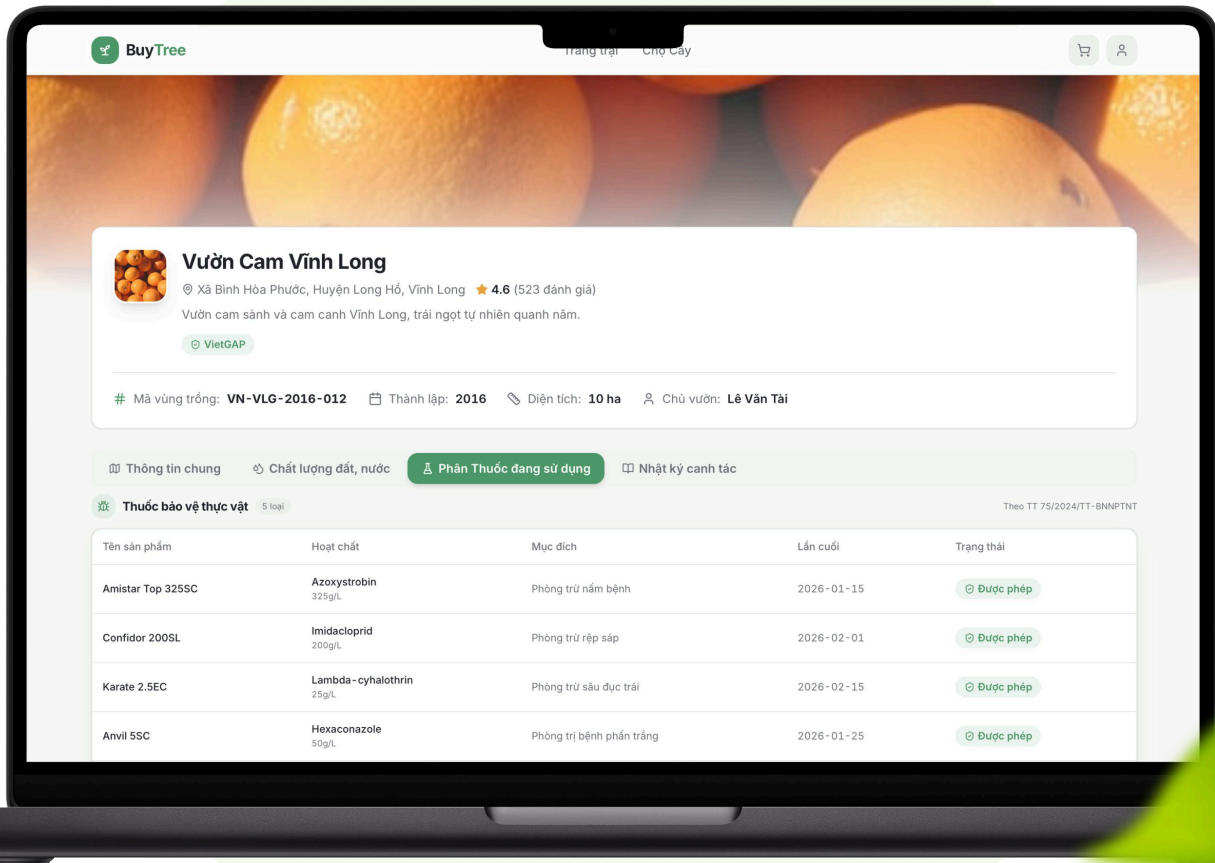 BuyTree
Trang trại Chợ Cây
Vườn Cam Vĩnh Long
Xã Bình Hòa Phước, Huyện Long Hồ, Vĩnh Long 4.6 (523 đánh giá)
Vườn cam sành và cam canh Vĩnh Long, trái ngọt tự nhiên quanh năm.
VietGAP
# Mã vùng trồng: VN-VLG-2016-012 Thành lập: 2016 Diện tích: 10 ha Chủ vườn: Lê Văn Tài
Thông tin chung Chất lượng đất, nước Phân Thuốc đang sử dụng Nhật ký canh tác
Thuốc bảo vệ thực vật 5 loại Theo TT 75/2024/TT-BNNPTNT
Tên sản phẩm Hoạt chất Mục đích Lần cuối Trạng thái
Amistar Top 325SC Azoxystrobin Phòng trừ nấm bệnh 2026-01-15 Được phép
325g/L
Confidor 200SL Imidacloprid Phòng trừ rệp sáp 2026-02-01 Được phép
200g/L
Karate 2.5EC Lambda-cyhalothrin Phòng trừ sâu đục trái 2026-02-15 Được phép
25g/L
Anvil 5SC Hexaconazole Phòng trị bệnh phấn trắng 2026-01-25 Được phép
50g/L